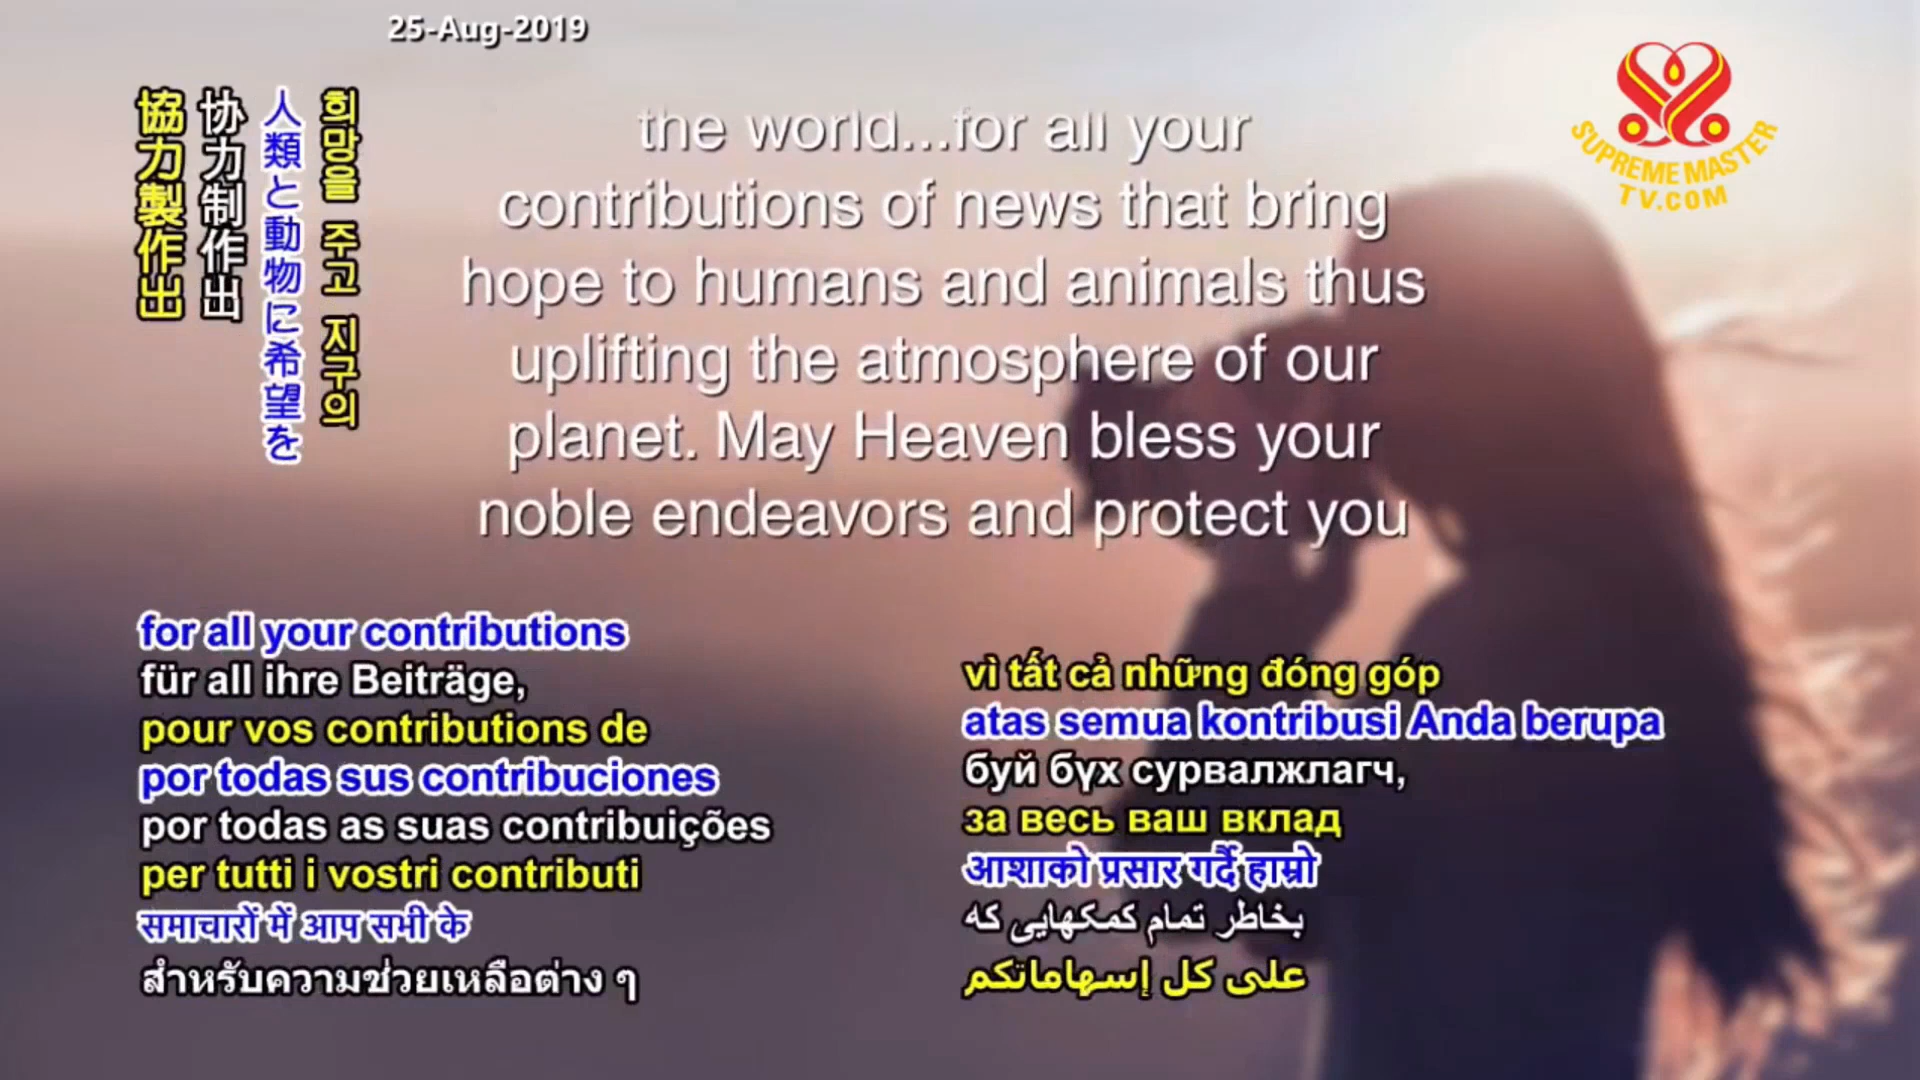 25-Aug-2019
協力製作出
协力制作出
人類と動物に希望を
희망을 주고 지구의
SUPREME MASTER
TV.COM
the world...for all your
contributions of news that bring
hope to humans and animals thus
uplifting the atmosphere of our
planet. May Heaven bless your
noble endeavors and protect you
for all your contributions
für all ihre Beiträge,
pour vos contributions de
por todas sus contribuciones
por todas as suas contribuições
per tutti i vostri contributi
समाचारों में आप सभी के
สำหรับความช่วยเหลือต่าง ๆ
vì tất cả những đóng góp
atas semua kontribusi Anda berupa
буй бүх сурвалжлагч,
за весь ваш вклад
आशाको प्रसार गर्दै हाम्रो
بخاطر تمام کمکهایی که
على كل إسهاماتكم